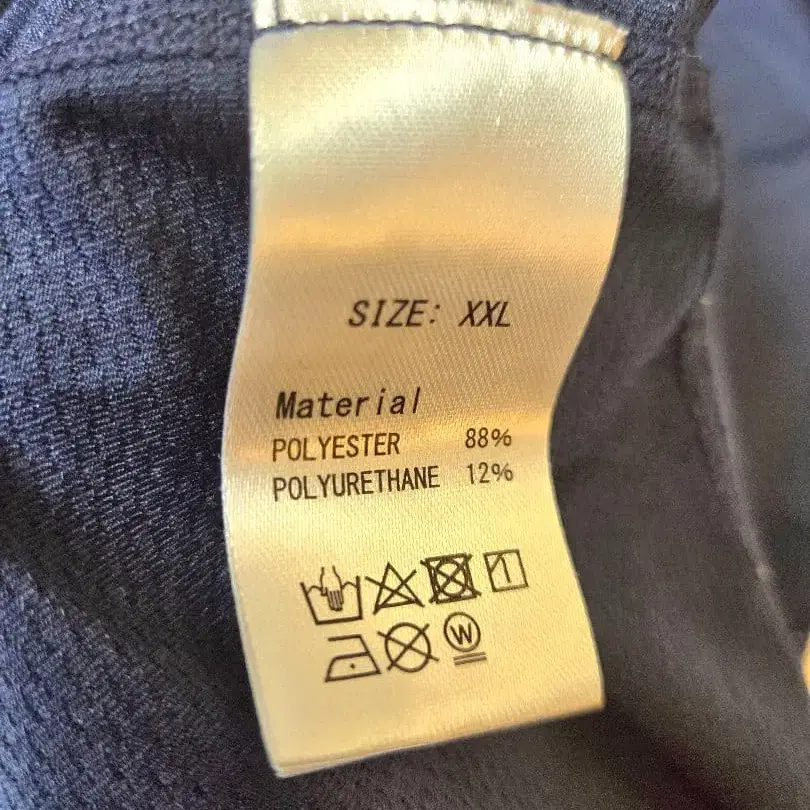 SIZE: XXL
Material
POLYESTER 88%
POLYURETHANE 12%
W